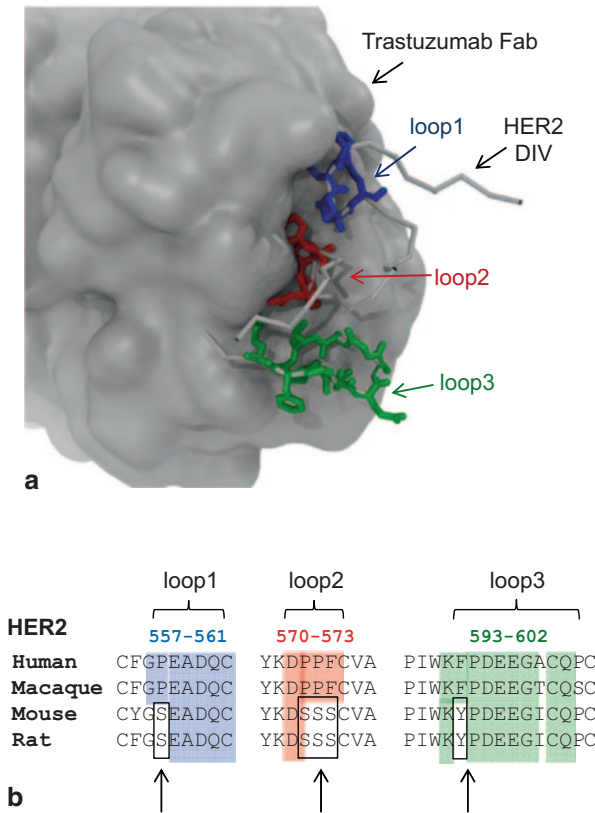 Trastuzumab Fab
loop1
HER2
DIV
loop2
loop3
a
loop1 loop2 loop3
HER2 557-561 570-573 593-602
Human CFGPEADQC YKDPPFCVA PIWKFPDEEGACQPC
Macaque CFGPEADQC YKDPPFCVA PIWKFPDEEGTCQSC
Mouse CYGSEADQC YKDSSSCVA PIWKYPDEEGICQPC
Rat CFGSEADQC YKDSSSCVA PIWKYPDEEGICQPC
b